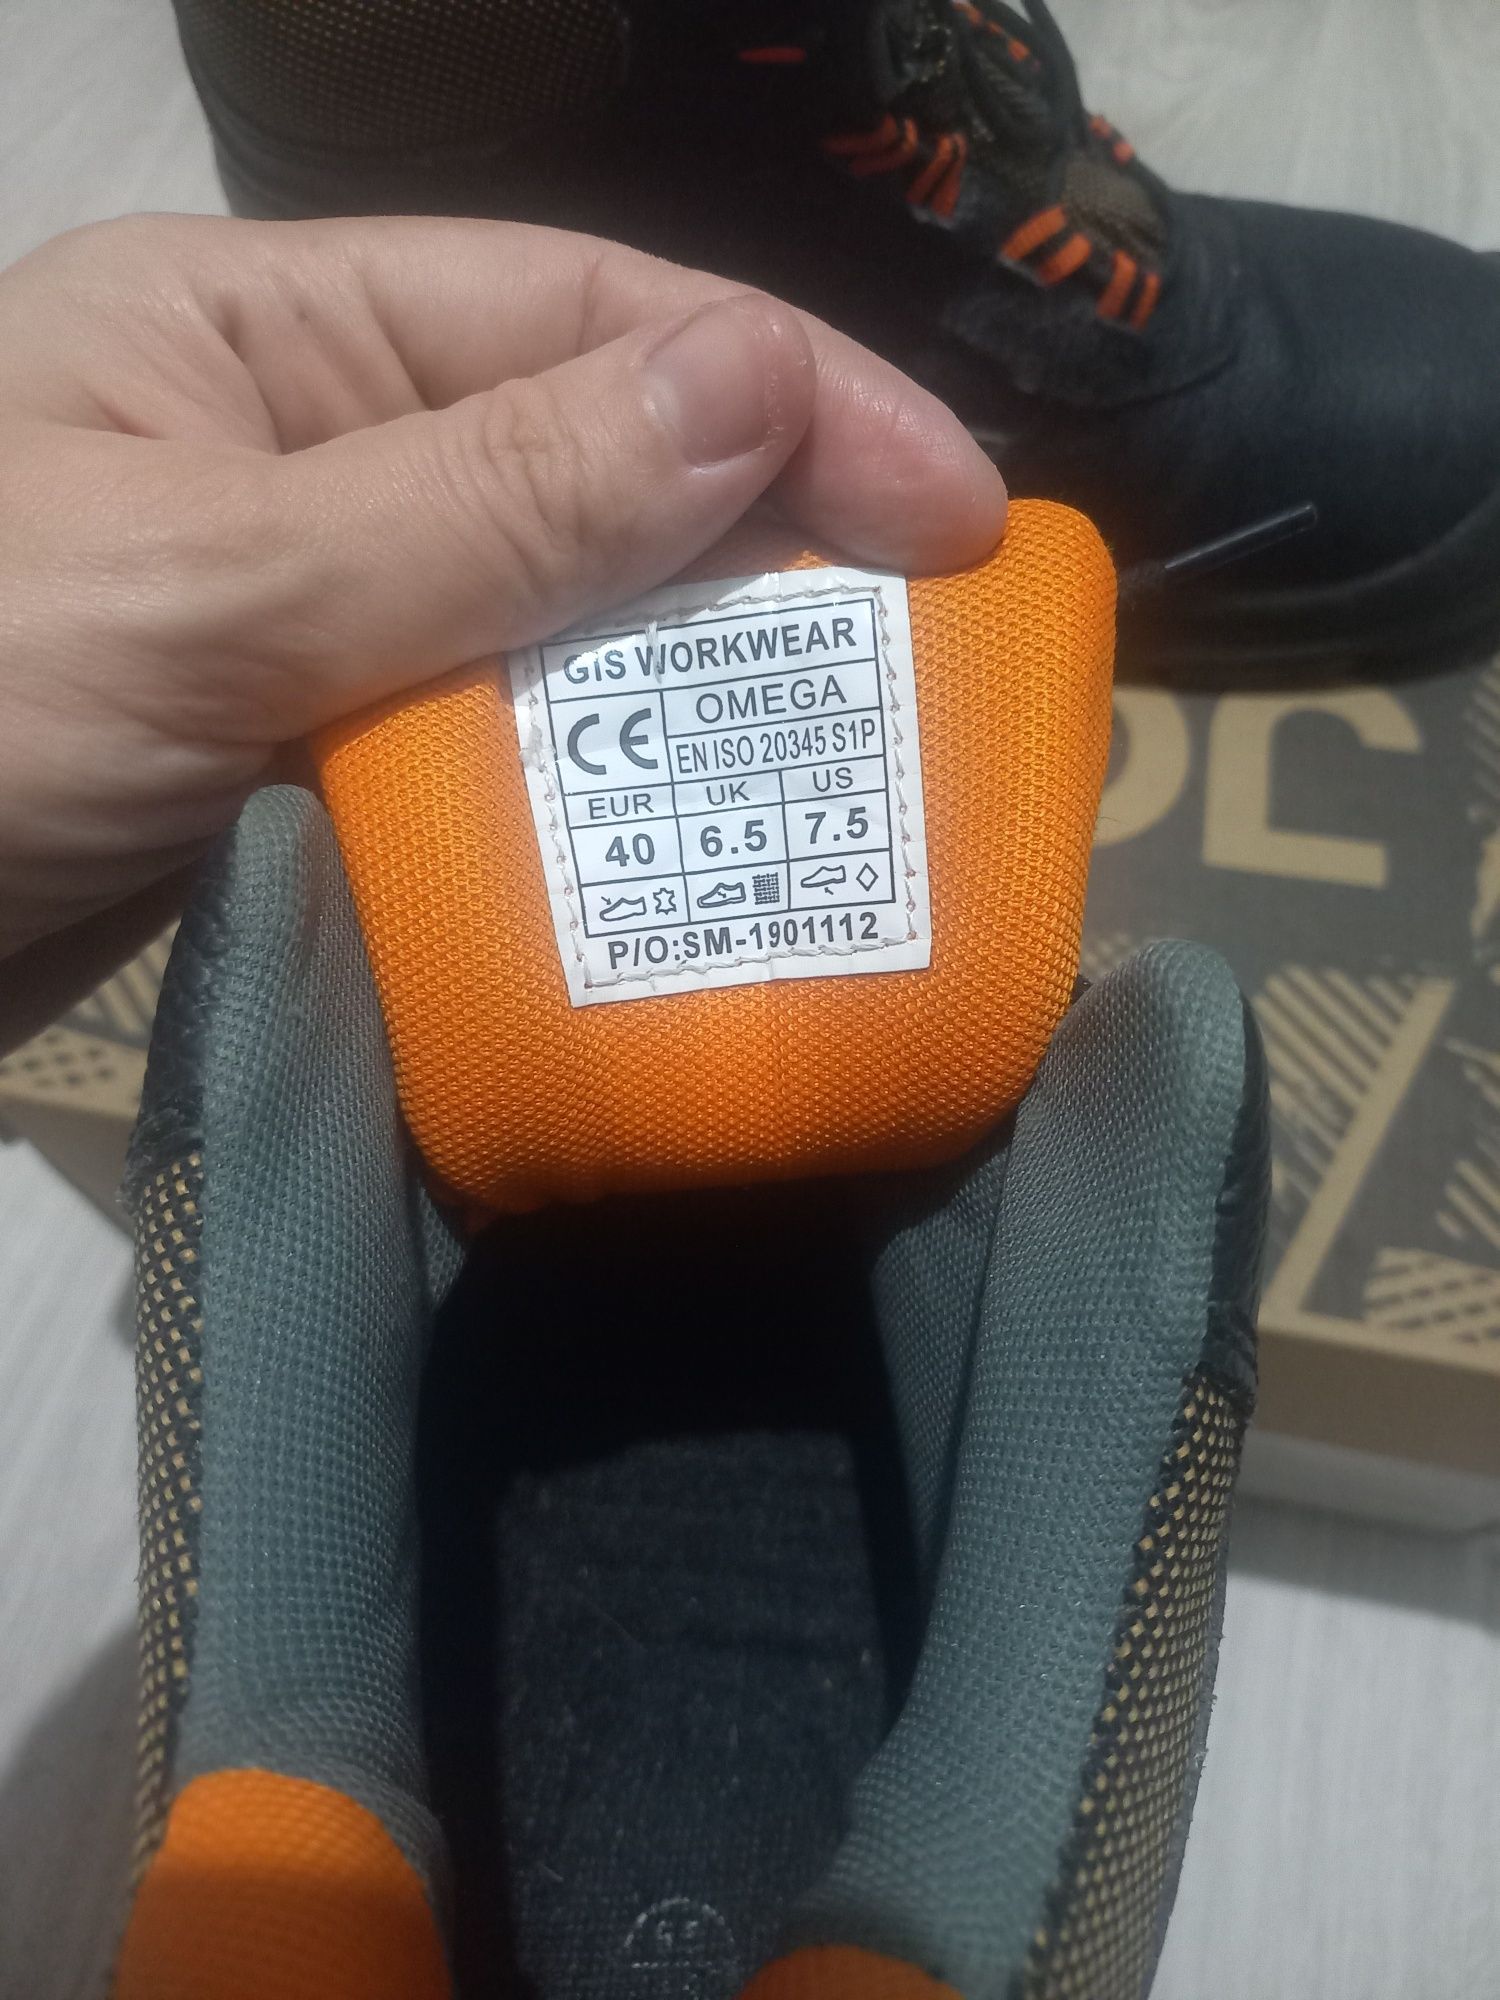 GIS WORKWEAR
CE OMEGA
EN ISO 20345 S1P
EUR UK US
40 6.5 7.5
P/O:SM-1901112